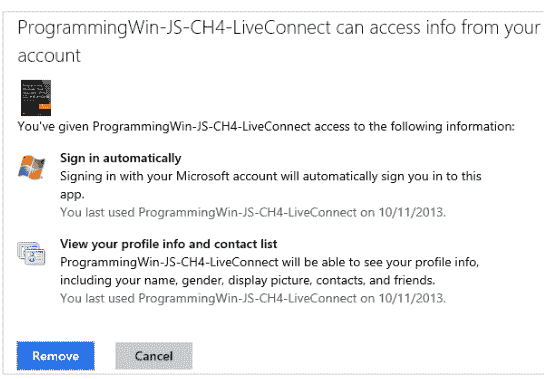 ProgrammingWin-JS-CH4-LiveConnect can access info from your
account
You've given ProgrammingWin-JS-CH4-LiveConnect access to the following information:
Sign in automatically
Signing in with your Microsoft account will automatically sign you in to this
app.
You last used ProgrammingWin-JS-CH4-LiveConnect on 10/11/2013.
View your profile info and contact list
ProgrammingWin-JS-CH4-LiveConnect will be able to see your profile info,
including your name, gender, display picture, contacts, and friends.
You last used ProgrammingWin-JS-CH4-LiveConnect on 10/11/2013.
Remove
Cancel